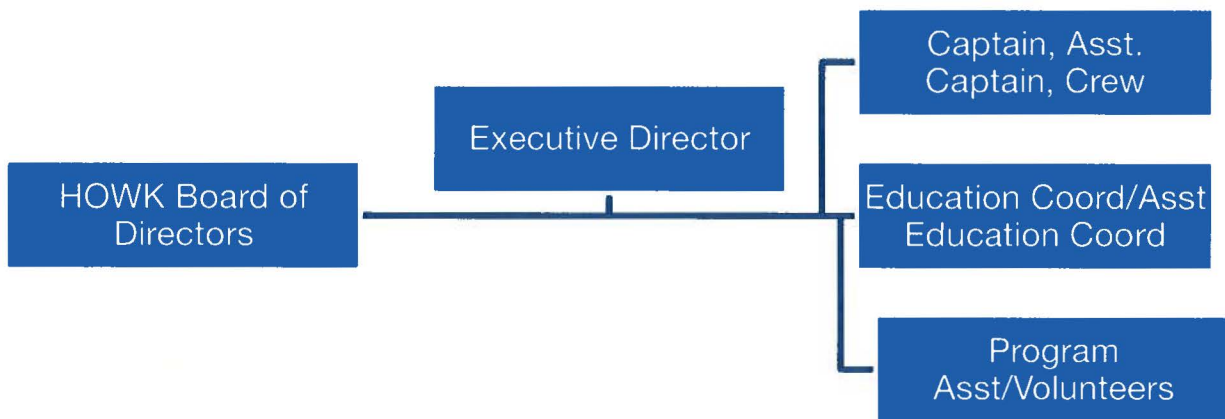 HOWK Board of
Directors
Executive Director
Captain, Asst.
Captain, Crew
Education Coord/Asst
Education Coord
Program
Asst/Volunteers